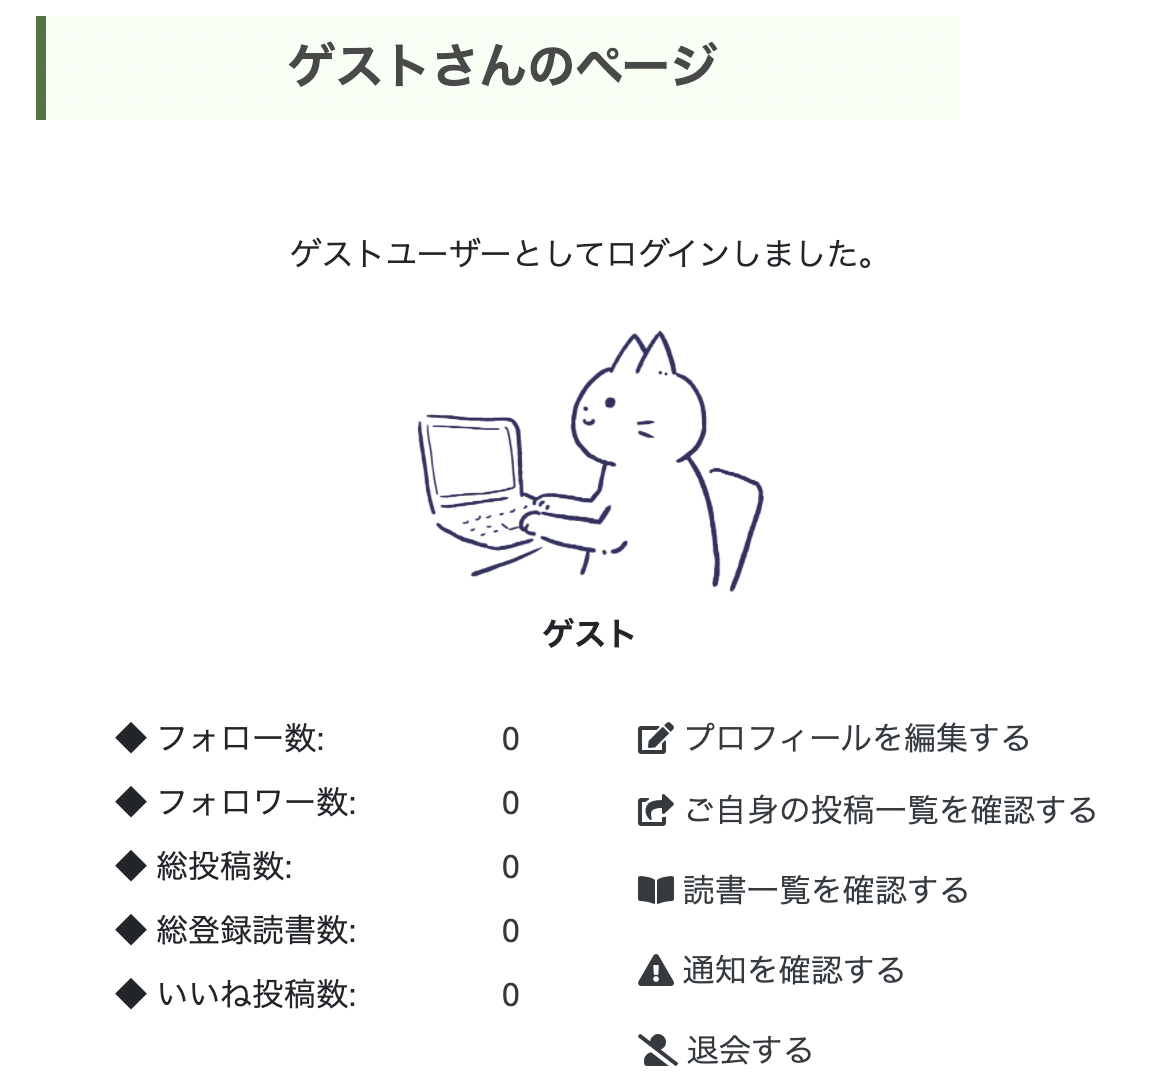 ゲストさんのページ
ゲストユーザーとしてログインしました。
ゲスト
◆ フォロー数: 0
◆ フォロワー数: 0
◆ 総投稿数: 0
◆ 総登録読書数: 0
◆ いいね投稿数: 0
プロフィールを編集する
ご自身の投稿一覧を確認する
読書一覧を確認する
通知を確認する
退会する